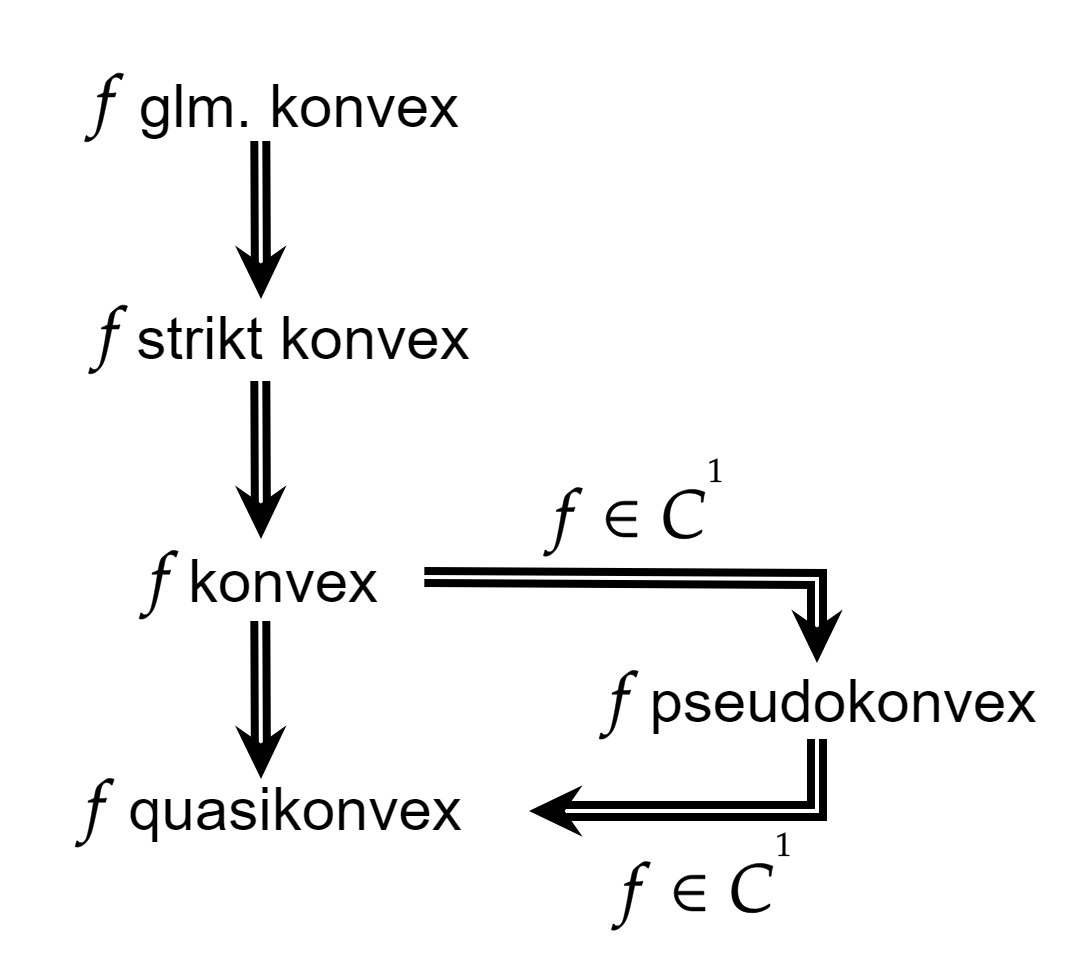 f glm. konvex
f strikt konvex
f ∈ C¹
f konvex
f pseudokonvex
f quasikonvex
f ∈ C¹